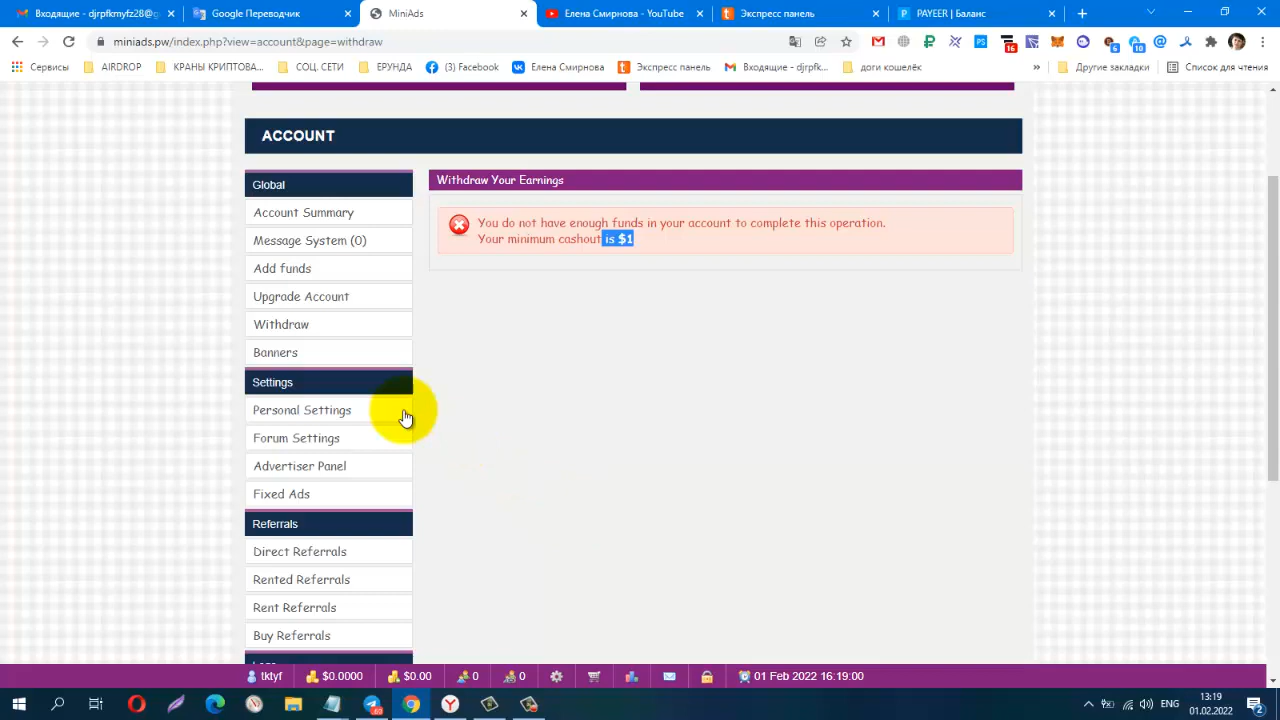 Входящие - djrpfkmyfz28@g
Google Переводчик
MiniAds
Елена Смирнова - YouTube
Экспресс панель
PAYEER | Баланс
miniads.pw/index.php?view=account&page=withdraw
Сервисы
AIRDROP
КРАНЫ КРИПТОВА...
СОЦ. СЕТИ
ЕРУНДА
(3) Facebook
Елена Смирнова
Экспресс панель
Входящие - djrpfk...
доги кошелёк
»
Другие закладки
Список для чтения
ACCOUNT
Global
Account Summary
Message System (0)
Add funds
Upgrade Account
Withdraw
Banners
Settings
Personal Settings
Forum Settings
Advertiser Panel
Fixed Ads
Referrals
Direct Referrals
Rented Referrals
Rent Referrals
Buy Referrals
Withdraw Your Earnings
You do not have enough funds in your account to complete this operation.
Your minimum cashout is $1
tktyf
$0.0000
$0.00
0
0
01 Feb 2022 16:19:00
ENG
13:19
01.02.2022